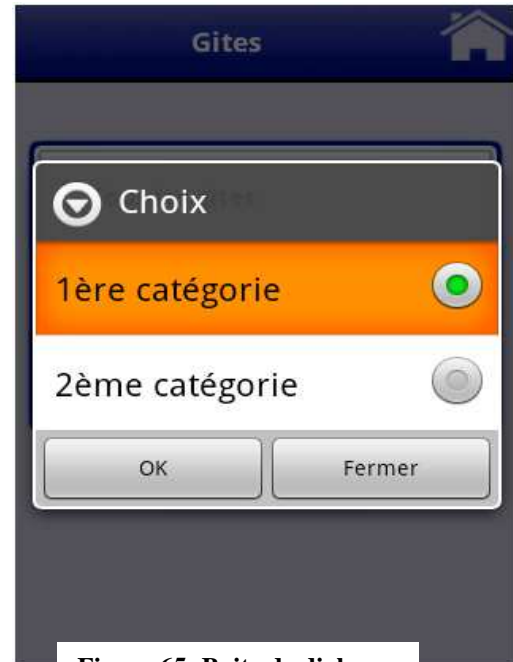 Gites
Choix
1ère catégorie
2ème catégorie
OK
Fermer